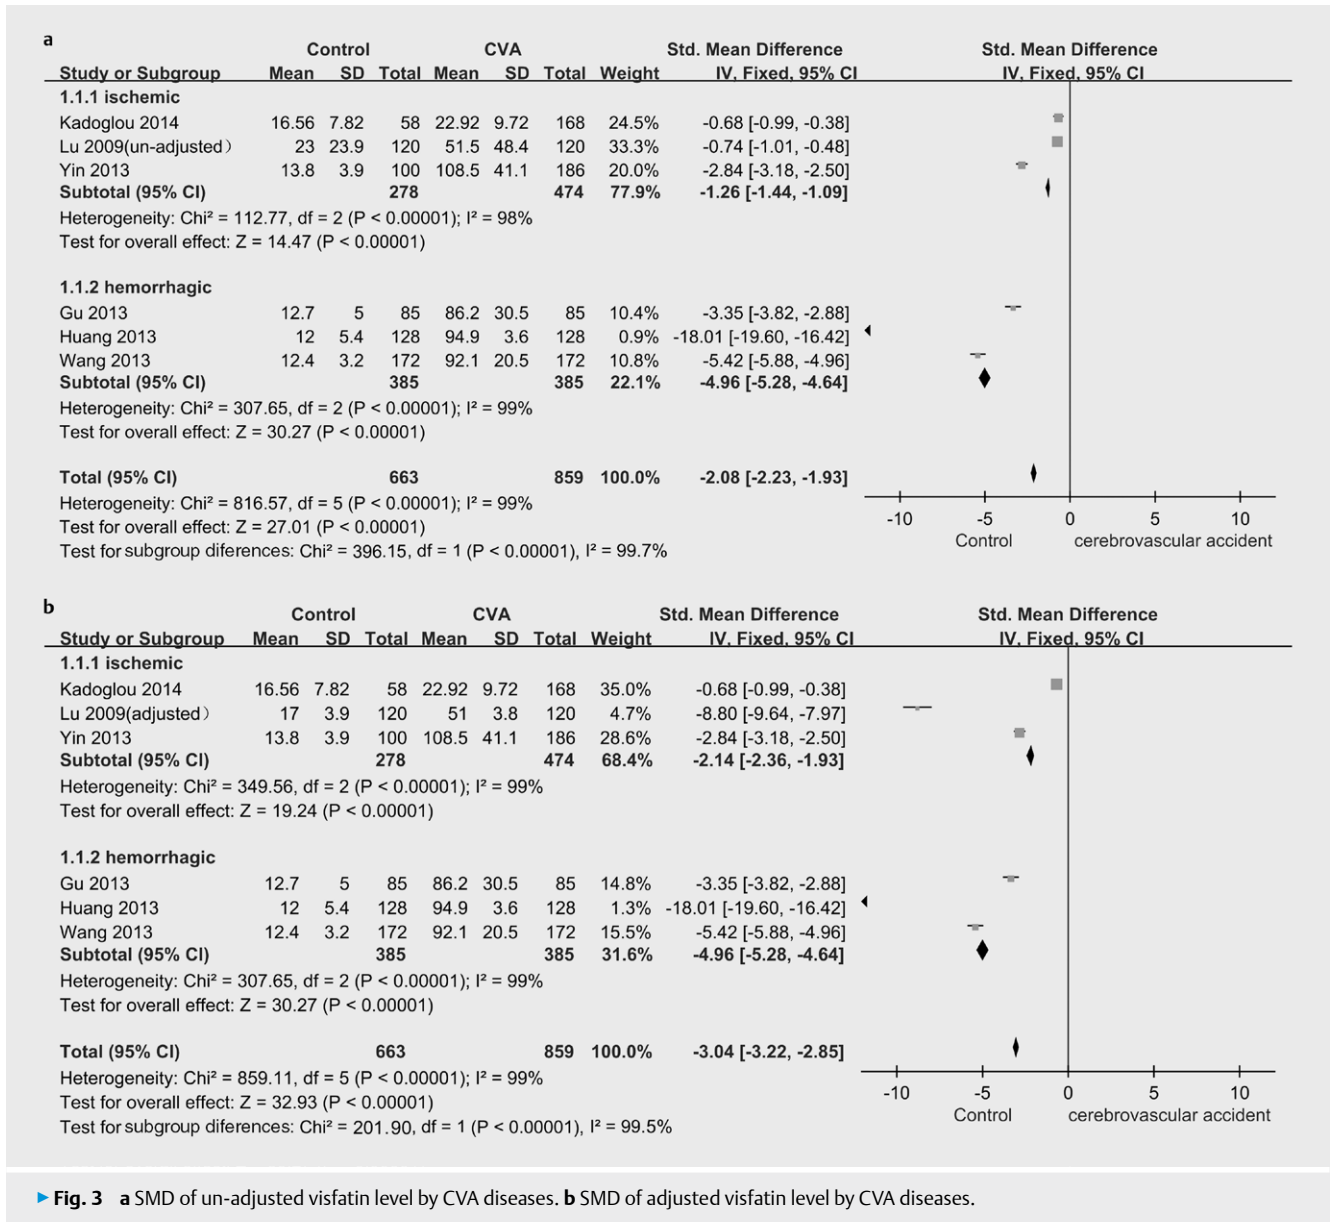 a
Control CVA Std. Mean Difference Std. Mean Difference
Study or Subgroup Mean SD Total Mean SD Total Weight IV, Fixed, 95% CI IV, Fixed, 95% CI
1.1.1 ischemic
Kadoglou 2014 16.56 7.82 58 22.92 9.72 168 24.5% -0.68 [-0.99, -0.38]
Lu 2009(un-adjusted) 23 23.9 120 51.5 48.4 120 33.3% -0.74 [-1.01, -0.48]
Yin 2013 13.8 3.9 100 108.5 41.1 186 20.0% -2.84 [-3.18, -2.50]
Subtotal (95% CI) 278 474 77.9% -1.26 [-1.44, -1.09]
Heterogeneity: Chi² = 112.77, df = 2 (P < 0.00001); I² = 98%
Test for overall effect: Z = 14.47 (P < 0.00001)
1.1.2 hemorrhagic
Gu 2013 12.7 5 85 86.2 30.5 85 10.4% -3.35 [-3.82, -2.88]
Huang 2013 12 5.4 128 94.9 3.6 128 0.9% -18.01 [-19.60, -16.42]
Wang 2013 12.4 3.2 172 92.1 20.5 172 10.8% -5.42 [-5.88, -4.96]
Subtotal (95% CI) 385 385 22.1% -4.96 [-5.28, -4.64]
Heterogeneity: Chi² = 307.65, df = 2 (P < 0.00001); I² = 99%
Test for overall effect: Z = 30.27 (P < 0.00001)
Total (95% CI) 663 859 100.0% -2.08 [-2.23, -1.93]
Heterogeneity: Chi² = 816.57, df = 5 (P < 0.00001); I² = 99%
Test for overall effect: Z = 27.01 (P < 0.00001)
Test for subgroup diferences: Chi² = 396.15, df = 1 (P < 0.00001), I² = 99.7%
-10 -5 0 5 10
Control cerebrovascular accident
b
Control CVA Std. Mean Difference Std. Mean Difference
Study or Subgroup Mean SD Total Mean SD Total Weight IV, Fixed, 95% CI IV, Fixed, 95% CI
1.1.1 ischemic
Kadoglou 2014 16.56 7.82 58 22.92 9.72 168 35.0% -0.68 [-0.99, -0.38]
Lu 2009(adjusted) 17 3.9 120 51 3.8 120 4.7% -8.80 [-9.64, -7.97]
Yin 2013 13.8 3.9 100 108.5 41.1 186 28.6% -2.84 [-3.18, -2.50]
Subtotal (95% CI) 278 474 68.4% -2.14 [-2.36, -1.93]
Heterogeneity: Chi² = 349.56, df = 2 (P < 0.00001); I² = 99%
Test for overall effect: Z = 19.24 (P < 0.00001)
1.1.2 hemorrhagic
Gu 2013 12.7 5 85 86.2 30.5 85 14.8% -3.35 [-3.82, -2.88]
Huang 2013 12 5.4 128 94.9 3.6 128 1.3% -18.01 [-19.60, -16.42]
Wang 2013 12.4 3.2 172 92.1 20.5 172 15.5% -5.42 [-5.88, -4.96]
Subtotal (95% CI) 385 385 31.6% -4.96 [-5.28, -4.64]
Heterogeneity: Chi² = 307.65, df = 2 (P < 0.00001); I² = 99%
Test for overall effect: Z = 30.27 (P < 0.00001)
Total (95% CI) 663 859 100.0% -3.04 [-3.22, -2.85]
Heterogeneity: Chi² = 859.11, df = 5 (P < 0.00001); I² = 99%
Test for overall effect: Z = 32.93 (P < 0.00001)
Test for subgroup diferences: Chi² = 201.90, df = 1 (P < 0.00001), I² = 99.5%
-10 -5 0 5 10
Control cerebrovascular accident
▶ Fig. 3 a SMD of un-adjusted visfatin level by CVA diseases. b SMD of adjusted visfatin level by CVA diseases.